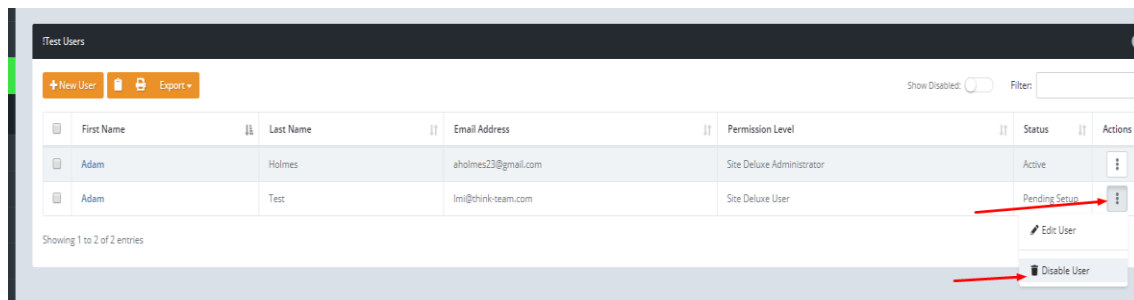 !Test Users
New User Export Show Disabled: Filter:
First Name Last Name Email Address Permission Level Status Actions
Adam Holmes aholmes23@gmail.com Site Deluxe Administrator Active
Adam Test lmi@think-team.com Site Deluxe User Pending Setup
Showing 1 to 2 of 2 entries
Edit User
Disable User